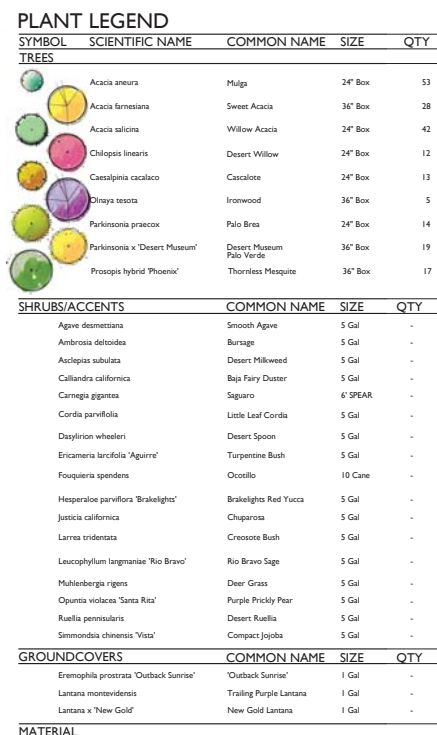 PLANT LEGEND
SYMBOL SCIENTIFIC NAME COMMON NAME SIZE QTY
TREES
Acacia aneura Mulga 24" Box 53
Acacia farnesiana Sweet Acacia 36" Box 28
Acacia salicina Willow Acacia 24" Box 42
Chilopsis linearis Desert Willow 24" Box 12
Caesalpinia cacalaco Cascalote 24" Box 13
Olnaya tesota Ironwood 36" Box 5
Parkinsonia praecox Palo Brea 24" Box 14
Parkinsonia x 'Desert Museum' Desert Museum 36" Box 19
Palo Verde
Prosopis hybrid 'Phoenix' Thornless Mesquite 36" Box 17
SHRUBS/ACCENTS COMMON NAME SIZE QTY
Agave desmettiana Smooth Agave 5 Gal -
Ambrosia deltoidea Bursage 5 Gal -
Asclepias subulata Desert Milkweed 5 Gal -
Calliandra californica Baja Fairy Duster 5 Gal -
Carnegia gigantea Saguaro 6' SPEAR -
Cordia parviflolia Little Leaf Cordia 5 Gal -
Dasylirion wheeleri Desert Spoon 5 Gal -
Ericameria larcifolia 'Aguirre' Turpentine Bush 5 Gal -
Fouquieria spendens Ocotillo 10 Cane -
Hesperaloe parviflora 'Brakelights' Brakelights Red Yucca 5 Gal -
Justicia californica Chuparosa 5 Gal -
Larrea tridentata Creosote Bush 5 Gal -
Leucophyllum langmaniae 'Rio Bravo' Rio Bravo Sage 5 Gal -
Muhlenbergia rigens Deer Grass 5 Gal -
Opuntia violacea 'Santa Rita' Purple Prickly Pear 5 Gal -
Ruellia pennisularis Desert Ruellia 5 Gal -
Simmondsia chinensis 'Vista' Compact Jojoba 5 Gal -
GROUNDCOVERS COMMON NAME SIZE QTY
Eremophila prostrata 'Outback Sunrise' 'Outback Sunrise' 1 Gal -
Lantana montevidensis Trailing Purple Lantana 1 Gal -
Lantana x 'New Gold' New Gold Lantana 1 Gal -
MATERIAL